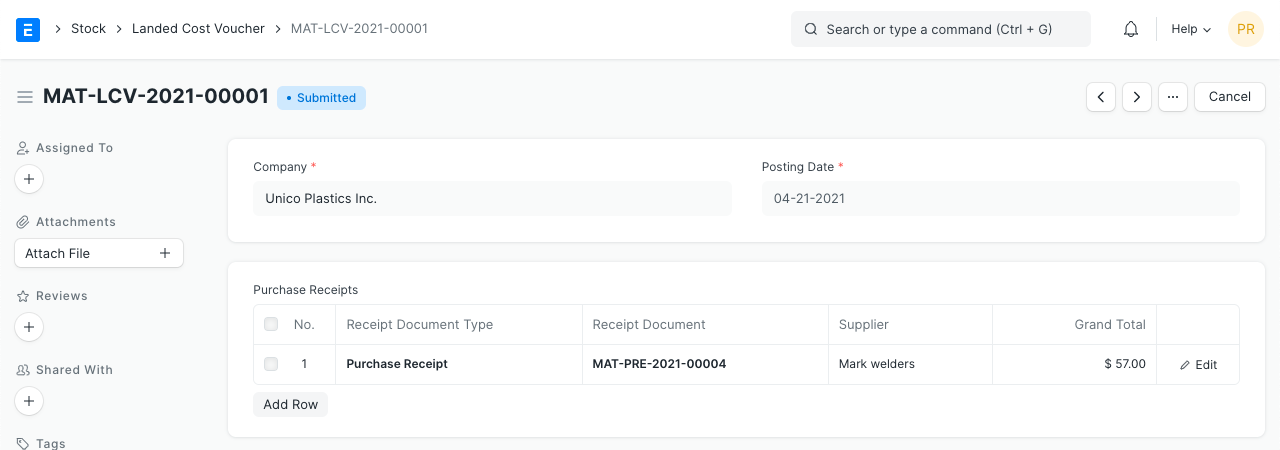 E Stock Landed Cost Voucher MAT-LCV-2021-00001 Search or type a command (Ctrl + G) Help PR
MAT-LCV-2021-00001 • Submitted ... Cancel
Assigned To
Company * Posting Date *
Unico Plastics Inc. 04-21-2021
Attachments
Attach File
Reviews
Purchase Receipts
No. Receipt Document Type Receipt Document Supplier Grand Total
1 Purchase Receipt MAT-PRE-2021-00004 Mark welders $ 57.00 Edit
Shared With
Add Row
Tags